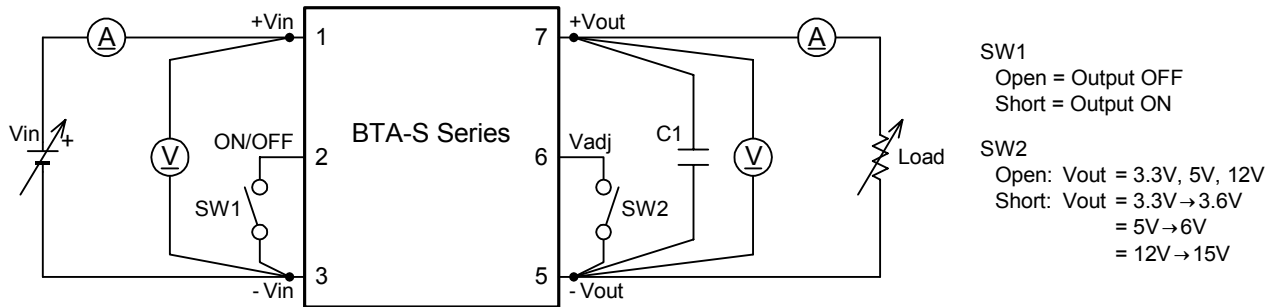 +Vin
+Vout
A
1
7
A
SW1
Open = Output OFF
Short = Output ON
Vin
+
V
ON/OFF
2
BTA-S Series
6
Vadj
C1
V
Load
SW1
SW2
SW2
Open: Vout = 3.3V, 5V, 12V
Short: Vout = 3.3V→3.6V
= 5V→6V
= 12V→15V
3
5
- Vin
- Vout